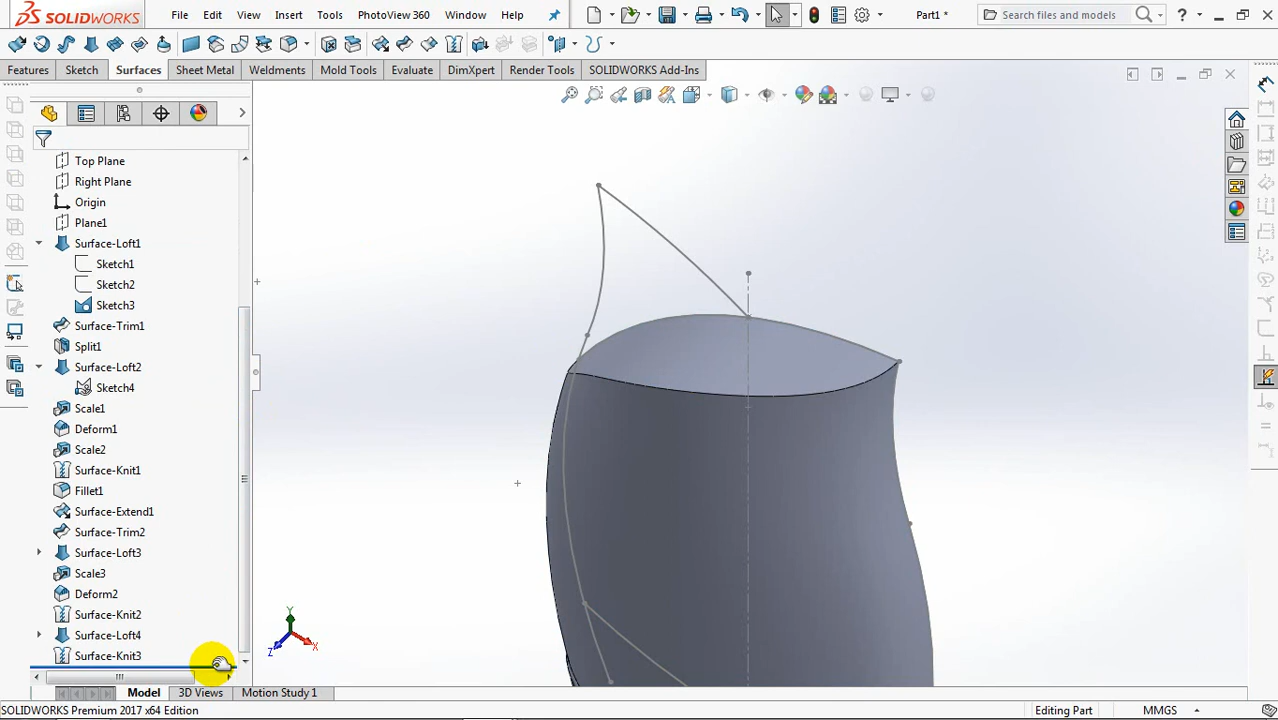 SOLIDWORKS File Edit View Insert Tools PhotoView 360 Window Help Part1 * Search files and models ?
Features Sketch Surfaces Sheet Metal Weldments Mold Tools Evaluate DimXpert Render Tools SOLIDWORKS Add-Ins
Top Plane
Right Plane
Origin
Plane1
Surface-Loft1
Sketch1
Sketch2
Sketch3
Surface-Trim1
Split1
Surface-Loft2
Sketch4
Scale1
Deform1
Scale2
Surface-Knit1
Fillet1
Surface-Extend1
Surface-Trim2
Surface-Loft3
Scale3
Deform2
Surface-Knit2
Surface-Loft4
Surface-Knit3
Y
Z X
Model 3D Views Motion Study 1
SOLIDWORKS Premium 2017 x64 Edition Editing Part MMGS